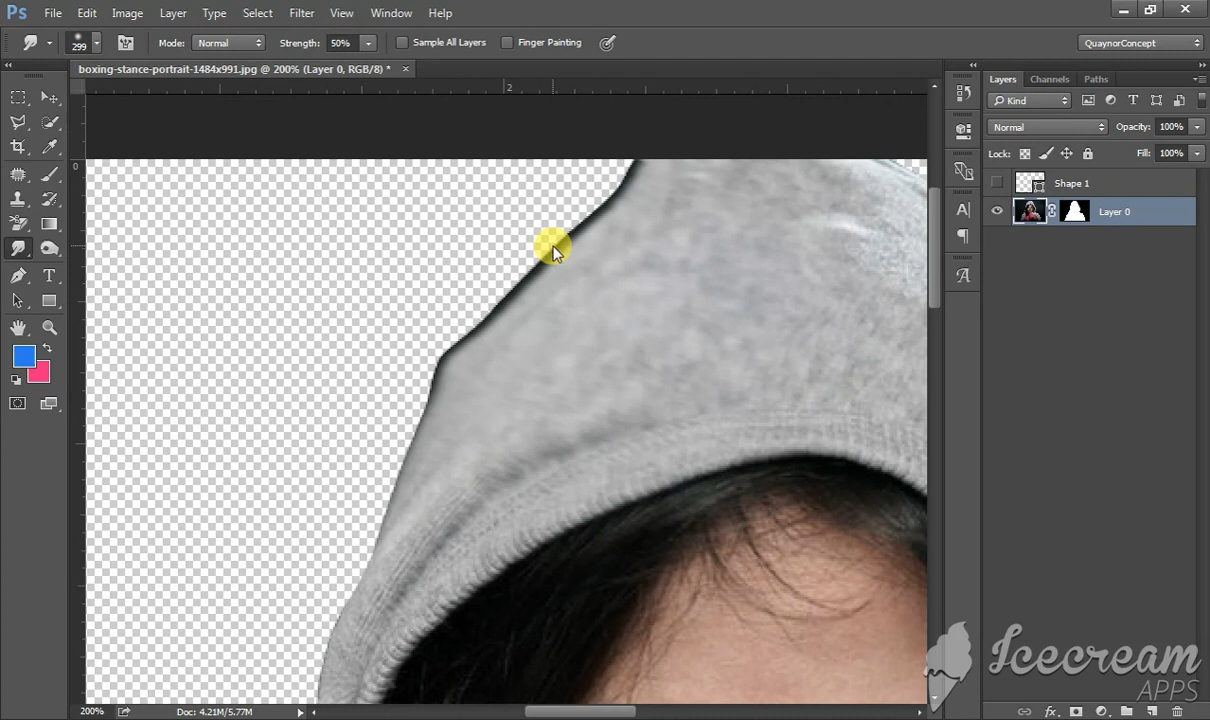 Ps File Edit Image Layer Type Select Filter View Window Help
299 Mode: Normal Strength: 50% Sample All Layers Finger Painting QuaynorConcept
boxing-stance-portrait-1484x991.jpg @ 200% (Layer 0, RGB/8) * ×
Layers Channels Paths
2
Kind
Normal Opacity: 100%
Lock: Fill: 100%
0
Shape 1
Layer 0
Icecream
APPS
200% Doc: 4.21M/5.77M